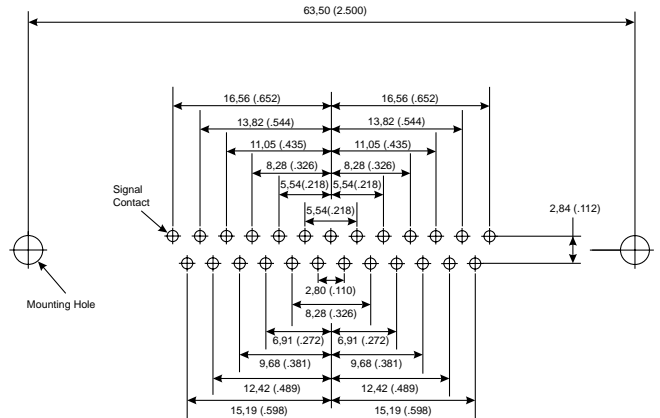 63,50 (2.500)
16,56 (.652) 16,56 (.652)
13,82 (.544) 13,82 (.544)
11,05 (.435) 11,05 (.435)
8,28 (.326) 8,28 (.326)
5,54(.218) 5,54(.218)
Signal
Contact
5,54(.218)
2,84 (.112)
Mounting Hole
2,80 (.110)
8,28 (.326)
6,91 (.272) 6,91 (.272)
9,68 (.381) 9,68 (.381)
12,42 (.489) 12,42 (.489)
15,19 (.598) 15,19 (.598)